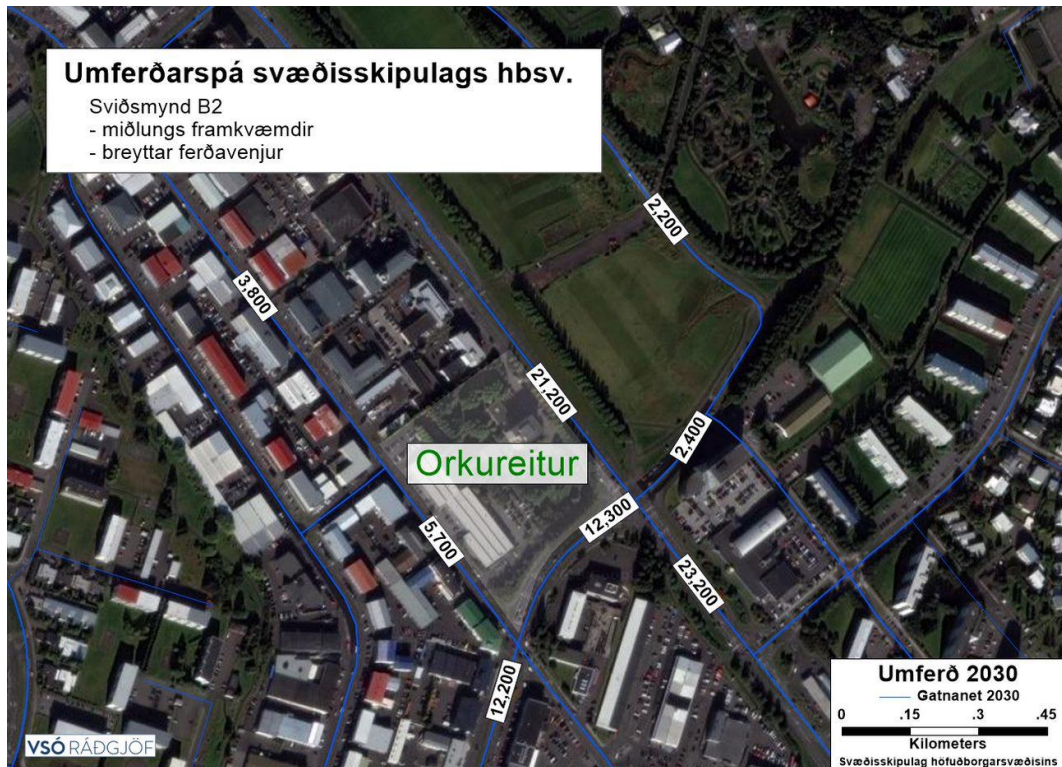 Umferðarspá svæðisskipulags hbsv.
Sviðsmynd B2
- miðlungs framkvæmdir
- breyttar ferðavenjur
2,200
3,800
21,200
2,400
Orkureitur
12,300
5,700
23,200
12,200
Umferð 2030
Gatnanet 2030
0 .15 .3 .45
Kilometers
Svæðisskipulag höfuðborgarsvæðisins
VSÓ RÁÐGJÖF